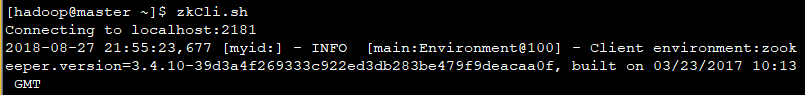 [hadoop@master ~]$ zkCli.sh
Connecting to localhost:2181
2018-08-27 21:55:23,677 [myid:] - INFO  [main:Environment@100] - Client environment:zook
eeper.version=3.4.10-39d3a4f269333c922ed3db283be479f9deacaa0f, built on 03/23/2017 10:13
 GMT